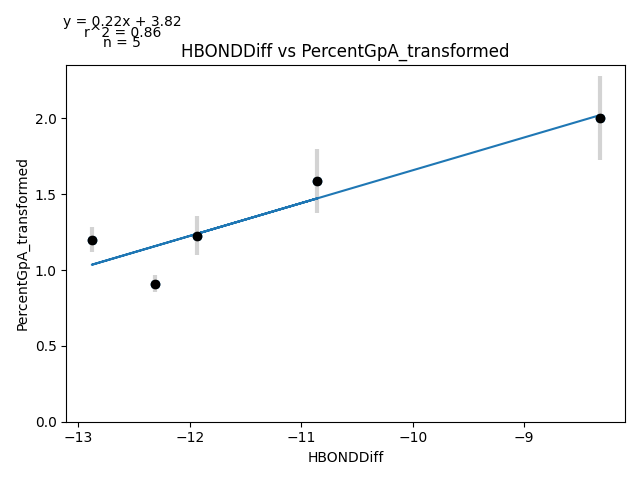 y = 0.22x + 3.82
r^2 = 0.86
n = 5
HBONDDiff vs PercentGpA_transformed
PercentGpA_transformed
2.0
1.5
1.0
0.5
0.0
−13
−12
−11
−10
−9
HBONDDiff